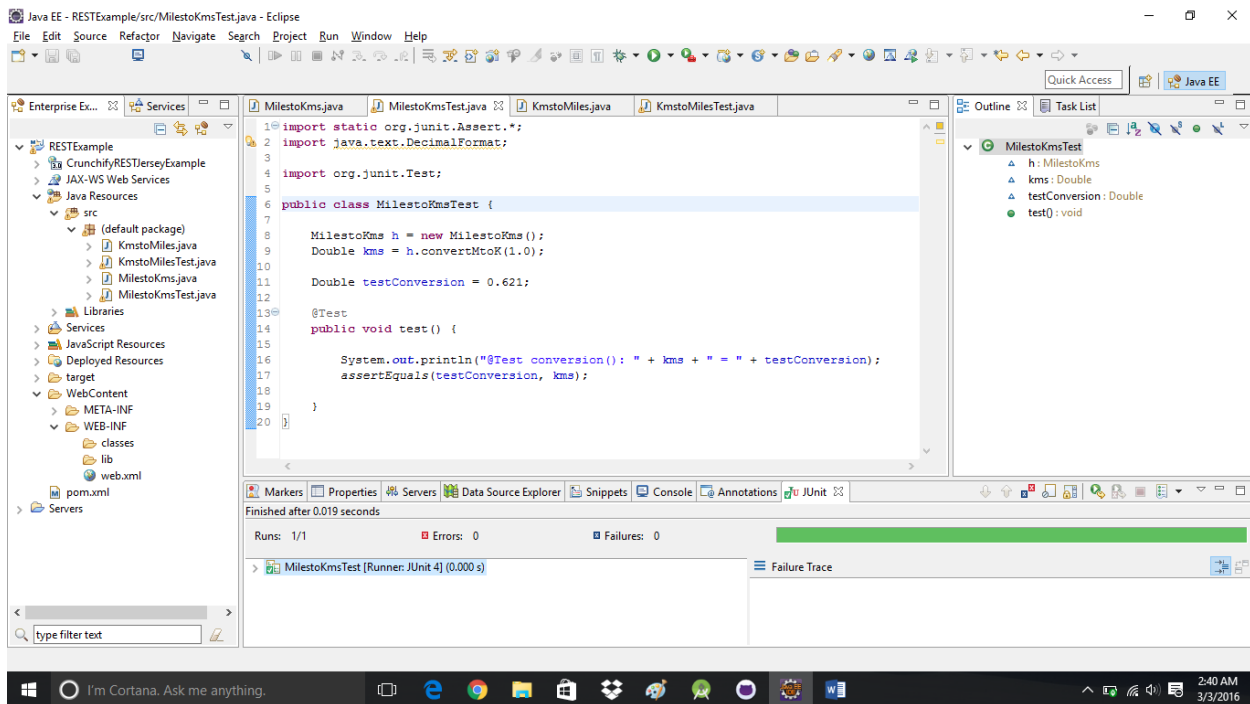 Java EE - RESTExample/src/MilestoKmsTest.java - Eclipse
File Edit Source Refactor Navigate Search Project Run Window Help
Quick Access
Java EE
Enterprise Ex...
Services
RESTExample
CrunchifyRESTJerseyExample
JAX-WS Web Services
Java Resources
src
(default package)
KmstoMiles.java
KmstoMilesTest.java
MilestoKms.java
MilestoKmsTest.java
Libraries
Services
JavaScript Resources
Deployed Resources
target
WebContent
META-INF
WEB-INF
classes
lib
web.xml
pom.xml
Servers
type filter text
MilestoKms.java MilestoKmsTest.java KmstoMiles.java KmstoMilesTest.java
1 import static org.junit.Assert.*;
2 import java.text.DecimalFormat;
3
4 import org.junit.Test;
5
6 public class MilestoKmsTest {
7
8 MilestoKms h = new MilestoKms();
9 Double kms = h.convertMtoK(1.0);
10
11 Double testConversion = 0.621;
12
13 @Test
14 public void test() {
15
16 System.out.println("@Test conversion(): " + kms + " = " + testConversion);
17 assertEquals(testConversion, kms);
18
19 }
20 }
Outline Task List
MilestoKmsTest
h : MilestoKms
kms : Double
testConversion : Double
test() : void
Markers Properties Servers Data Source Explorer Snippets Console Annotations JUnit
Finished after 0.019 seconds
Runs: 1/1 Errors: 0 Failures: 0
MilestoKmsTest [Runner: JUnit 4] (0.000 s)
Failure Trace
I'm Cortana. Ask me anything.
2:40 AM
3/3/2016